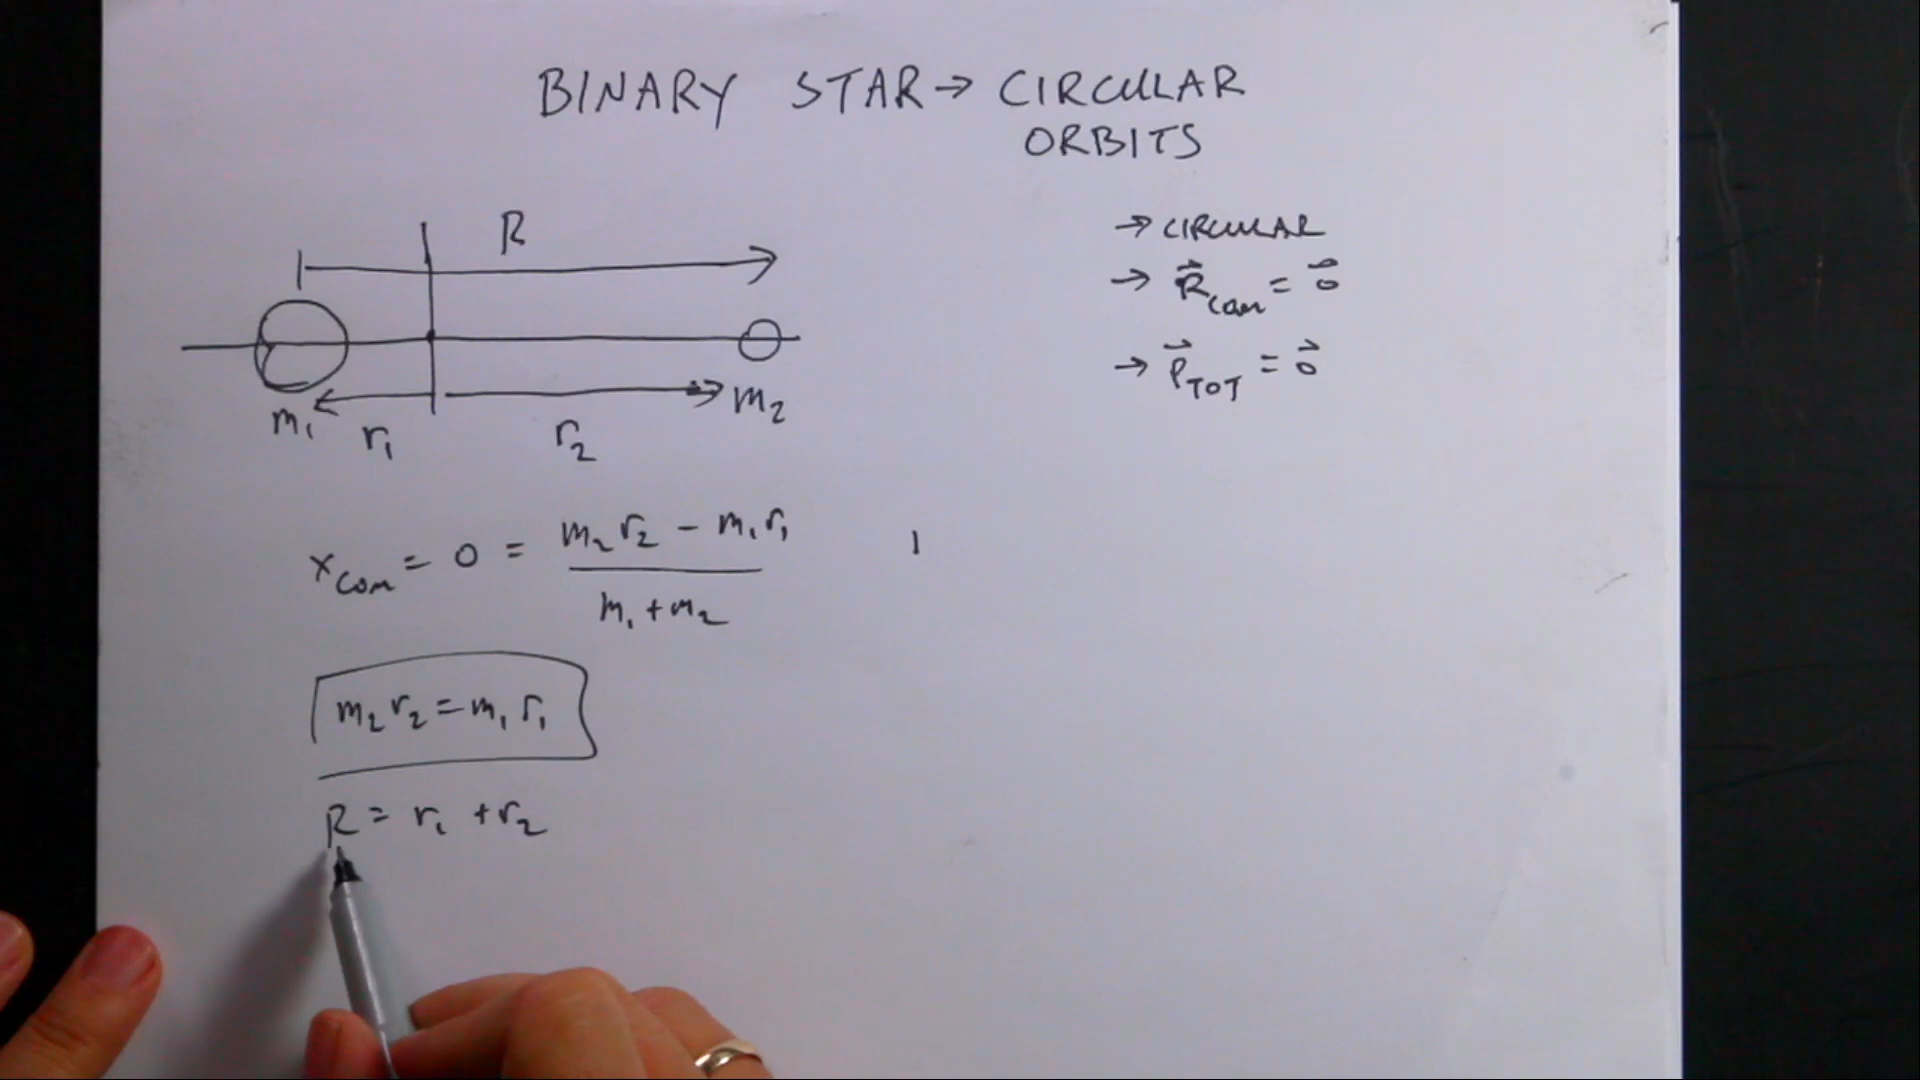 BINARY STAR → CIRCULAR
ORBITS
R
m₁
r₁
r₂
m₂
→ CIRCULAR
→ R⃗com = 0⃗
→ P⃗TOT = 0⃗
xcom = 0 = m₂r₂ - m₁r₁
m₁ + m₂
m₂r₂ = m₁r₁
R = r₁ + r₂